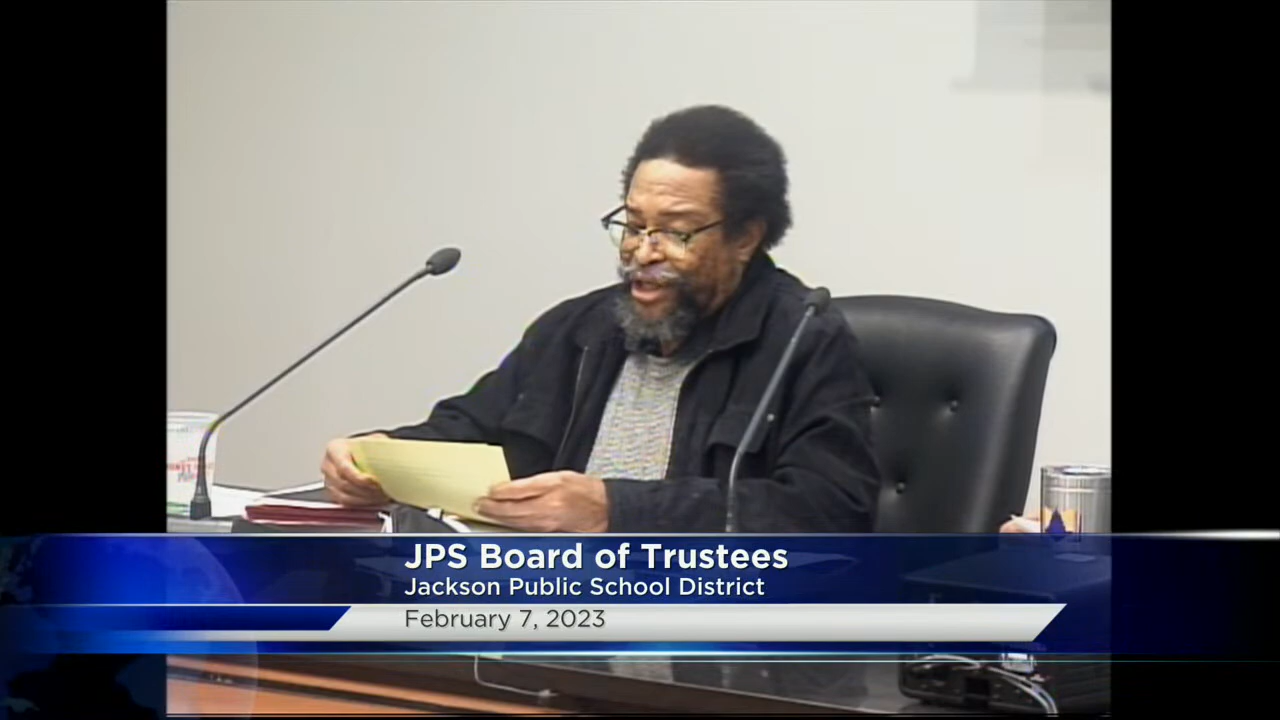 JPS Board of Trustees
Jackson Public School District
February 7, 2023